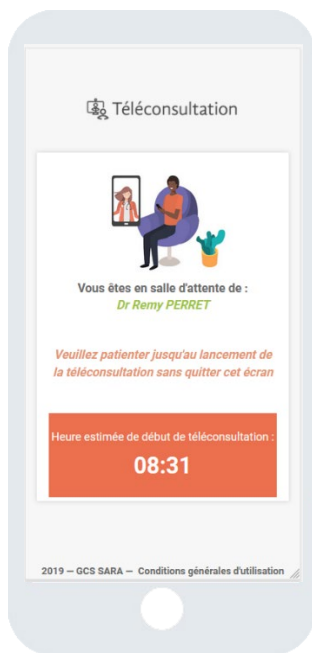 Téléconsultation
Vous êtes en salle d'attente de :
Dr Remy PERRET
Veuillez patienter jusqu'au lancement de
la téléconsultation sans quitter cet écran
Heure estimée de début de téléconsultation :
08:31
2019 — GCS SARA — Conditions générales d'utilisation